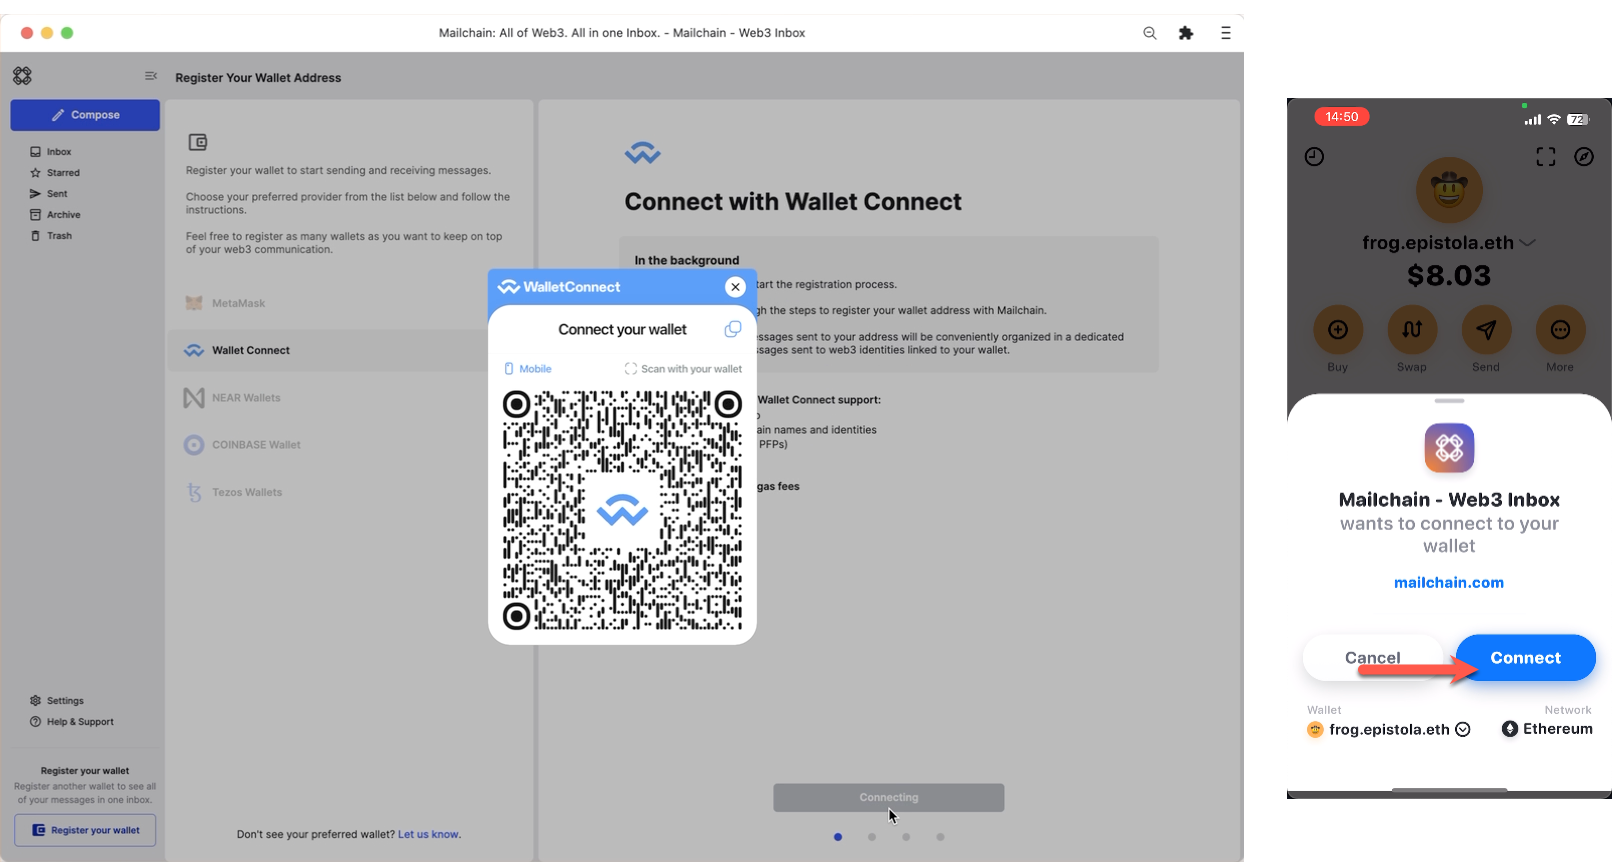 Mailchain: All of Web3. All in one Inbox. - Mailchain - Web3 Inbox
Register Your Wallet Address
Compose
Inbox
Starred
Sent
Archive
Trash
Settings
Help & Support
Register your wallet
Register another wallet to see all
of your messages in one inbox.
Register your wallet
Register your wallet to start sending and receiving messages.
Choose your preferred provider from the list below and follow the
instructions.
Feel free to register as many wallets as you want to keep on top
of your web3 communication.
MetaMask
Wallet Connect
NEAR Wallets
COINBASE Wallet
Tezos Wallets
Don't see your preferred wallet? Let us know.
Connect with Wallet Connect
In the background
tart the registration process.
gh the steps to register your wallet address with Mailchain.
ssages sent to your address will be conveniently organized in a dedicated
ssages sent to web3 identities linked to your wallet.
Wallet Connect support:
ain names and identities
PFPs)
gas fees
Connecting
WalletConnect
Connect your wallet
Mobile
Scan with your wallet
14:50
72
frog.epistola.eth
$8.03
Buy
Swap
Send
More
Mailchain - Web3 Inbox
wants to connect to your
wallet
mailchain.com
Cancel
Connect
Wallet
Network
frog.epistola.eth
Ethereum